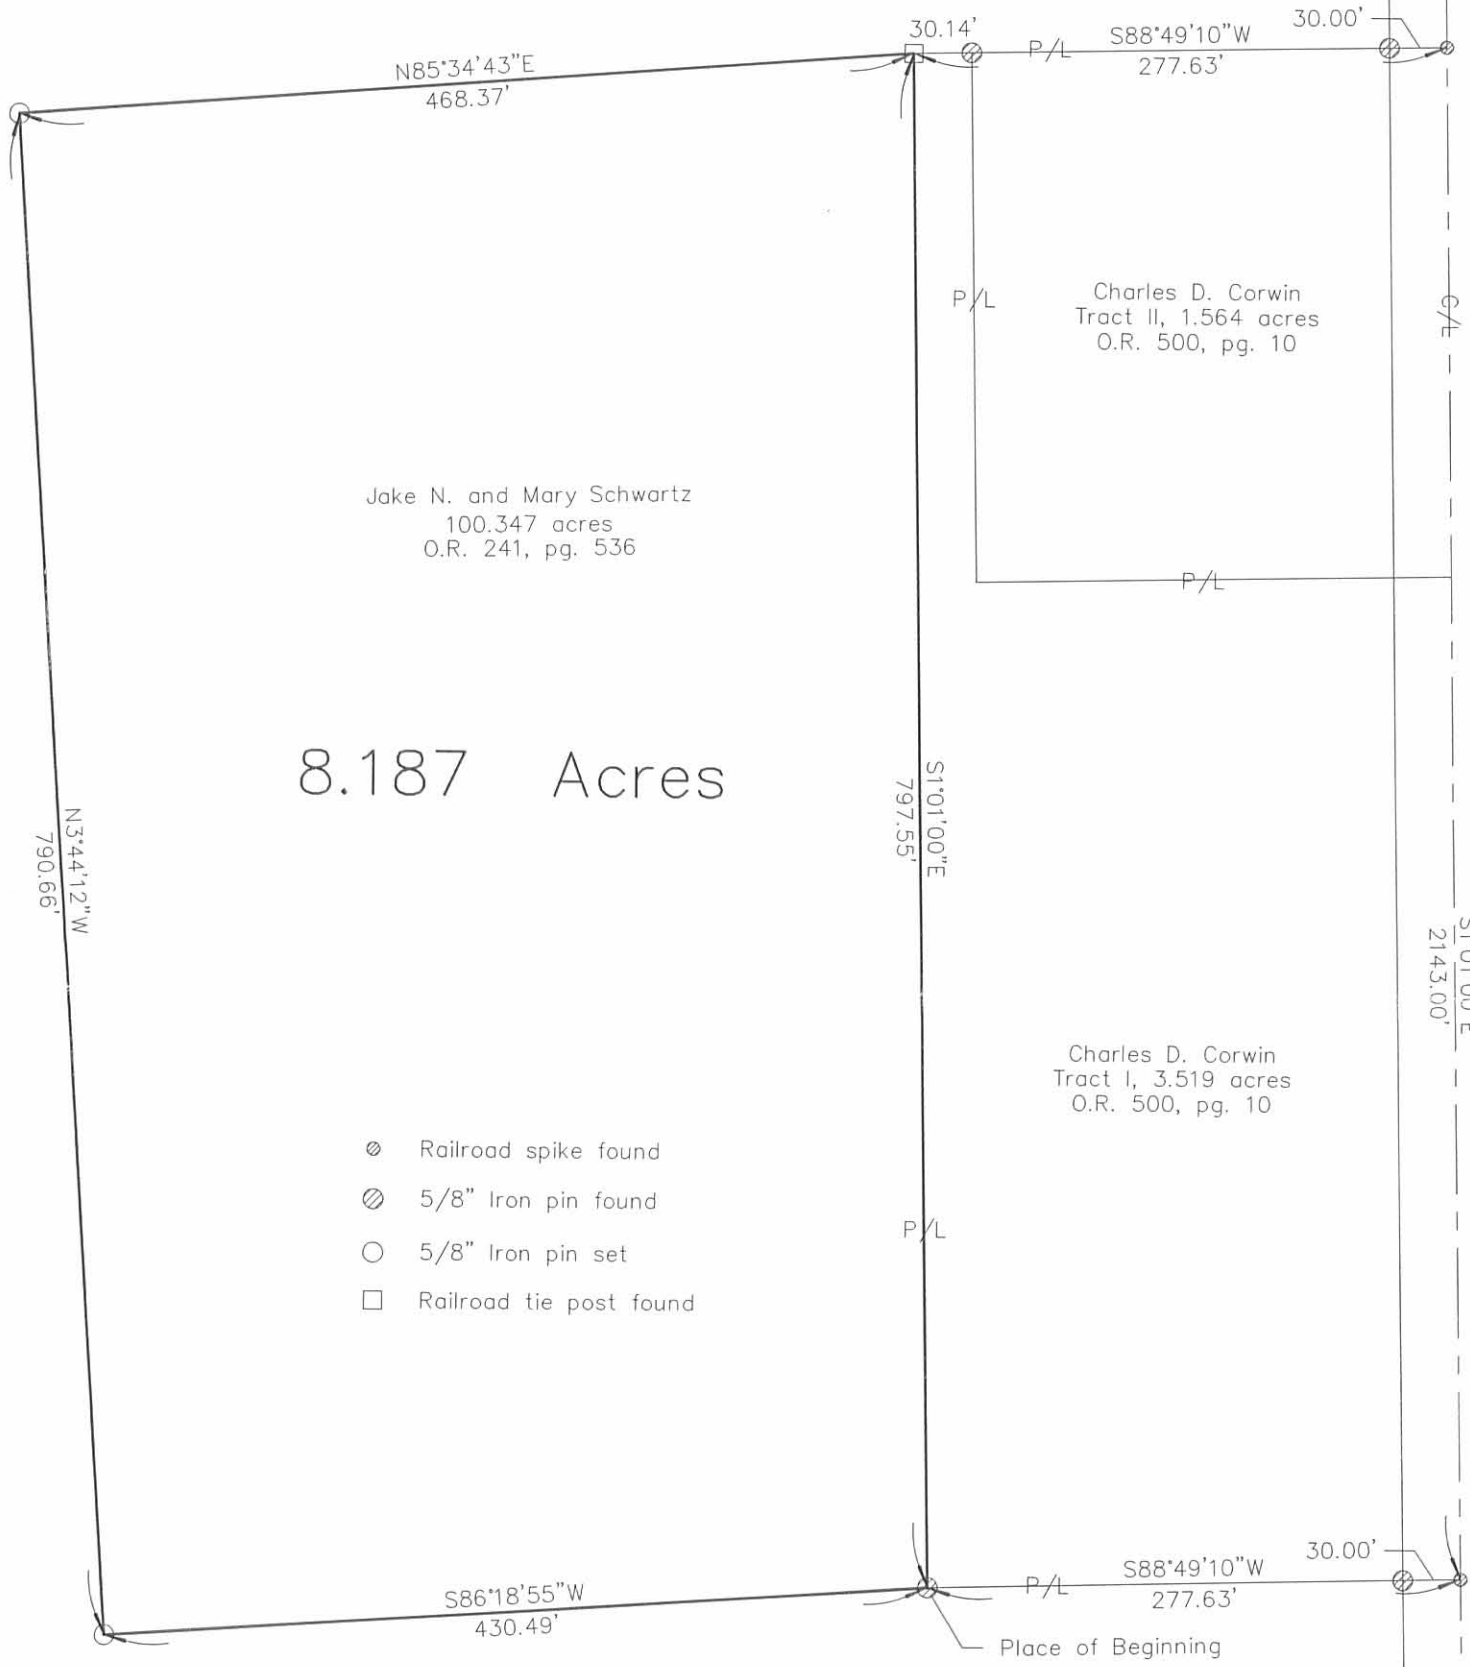 30.14'
P/L
S88°49'10"W
277.63'
30.00'
N85°34'43"E
468.37'
P/L
Charles D. Corwin
Tract II, 1.564 acres
O.R. 500, pg. 10
C/L
Jake N. and Mary Schwartz
100.347 acres
O.R. 241, pg. 536
P/L
8.187 Acres
S1°01'00"E
797.55'
N3°44'12"W
790.66'
2143.00'
Charles D. Corwin
Tract I, 3.519 acres
O.R. 500, pg. 10
Railroad spike found
5/8" Iron pin found
5/8" Iron pin set
Railroad tie post found
P/L
S86°18'55"W
430.49'
P/L
S88°49'10"W
277.63'
30.00'
Place of Beginning